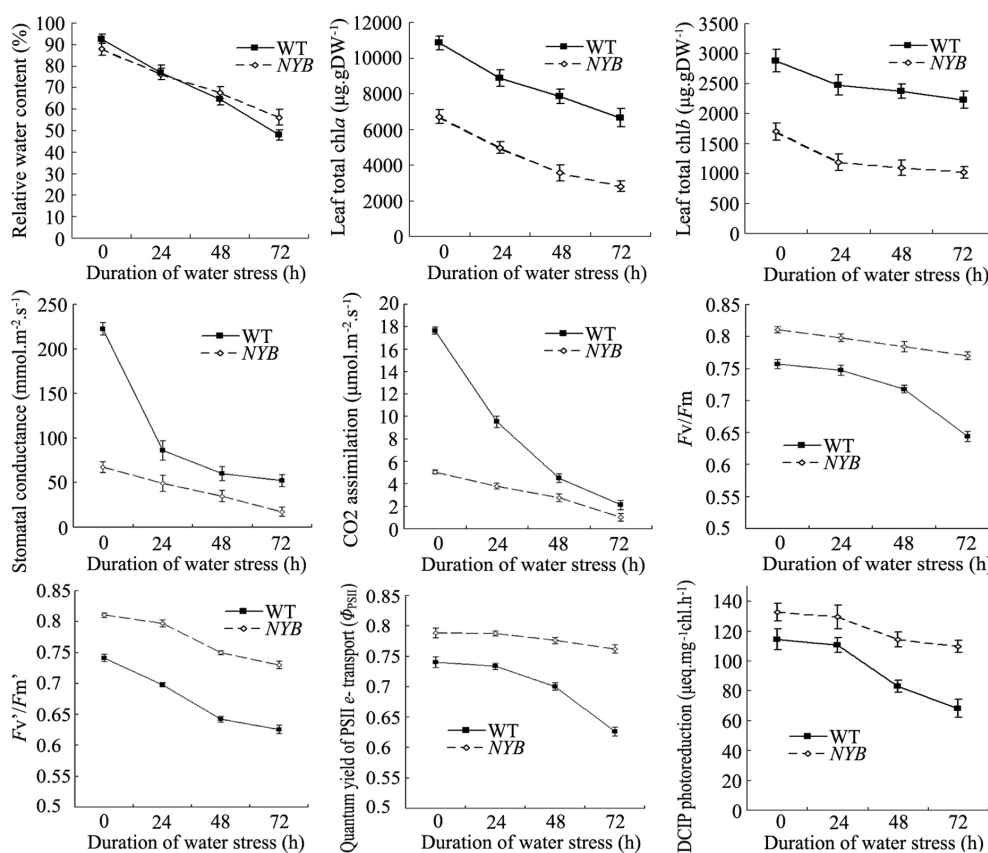 Relative water content (%)
100
90
80
70
60
50
40
30
20
10
0
WT
NYB
0 24 48 72
Duration of water stress (h)
Leaf total chla (µg.gDW⁻¹)
12000
10000
8000
6000
4000
2000
0
WT
NYB
0 24 48 72
Duration of water stress (h)
Leaf total chlb (µg.gDW⁻¹)
3500
3000
2500
2000
1500
1000
500
0
WT
NYB
0 24 48 72
Duration of water stress (h)
Stomatal conductance (mmol.m⁻².s⁻¹)
250
200
150
100
50
0
WT
NYB
0 24 48 72
Duration of water stress (h)
CO2 assimilation (µmol.m⁻².s⁻¹)
20
18
16
14
12
10
8
6
4
2
0
WT
NYB
0 24 48 72
Duration of water stress (h)
Fv/Fm
0.85
0.8
0.75
0.7
0.65
0.6
0.55
0.5
WT
NYB
0 24 48 72
Duration of water stress (h)
Fv’/Fm’
0.85
0.8
0.75
0.7
0.65
0.6
0.55
0.5
WT
NYB
0 24 48 72
Duration of water stress (h)
Quantum yield of PSII e- transport (ΦPSII)
0.85
0.8
0.75
0.7
0.65
0.6
0.55
0.5
WT
NYB
0 24 48 72
Duration of water stress (h)
DCIP photoreduction (µeq.mg⁻¹chl.h⁻¹)
160
140
120
100
80
60
40
20
0
WT
NYB
0 24 48 72
Duration of water stress (h)